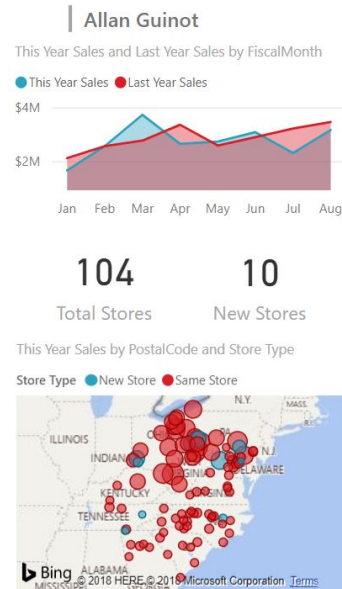 Allan Guinot
This Year Sales and Last Year Sales by FiscalMonth
This Year Sales Last Year Sales
$4M
$2M
Jan Feb Mar Apr May Jun Jul Aug
104 10
Total Stores New Stores
This Year Sales by PostalCode and Store Type
Store Type New Store Same Store
N.Y.
MASS.
R.I.
ILLINOIS
PA.
N.J.
DELAWARE
KENTUCKY
TENNESSEE
ALABAMA
Bing © 2018 HERE © 2018 Microsoft Corporation Terms